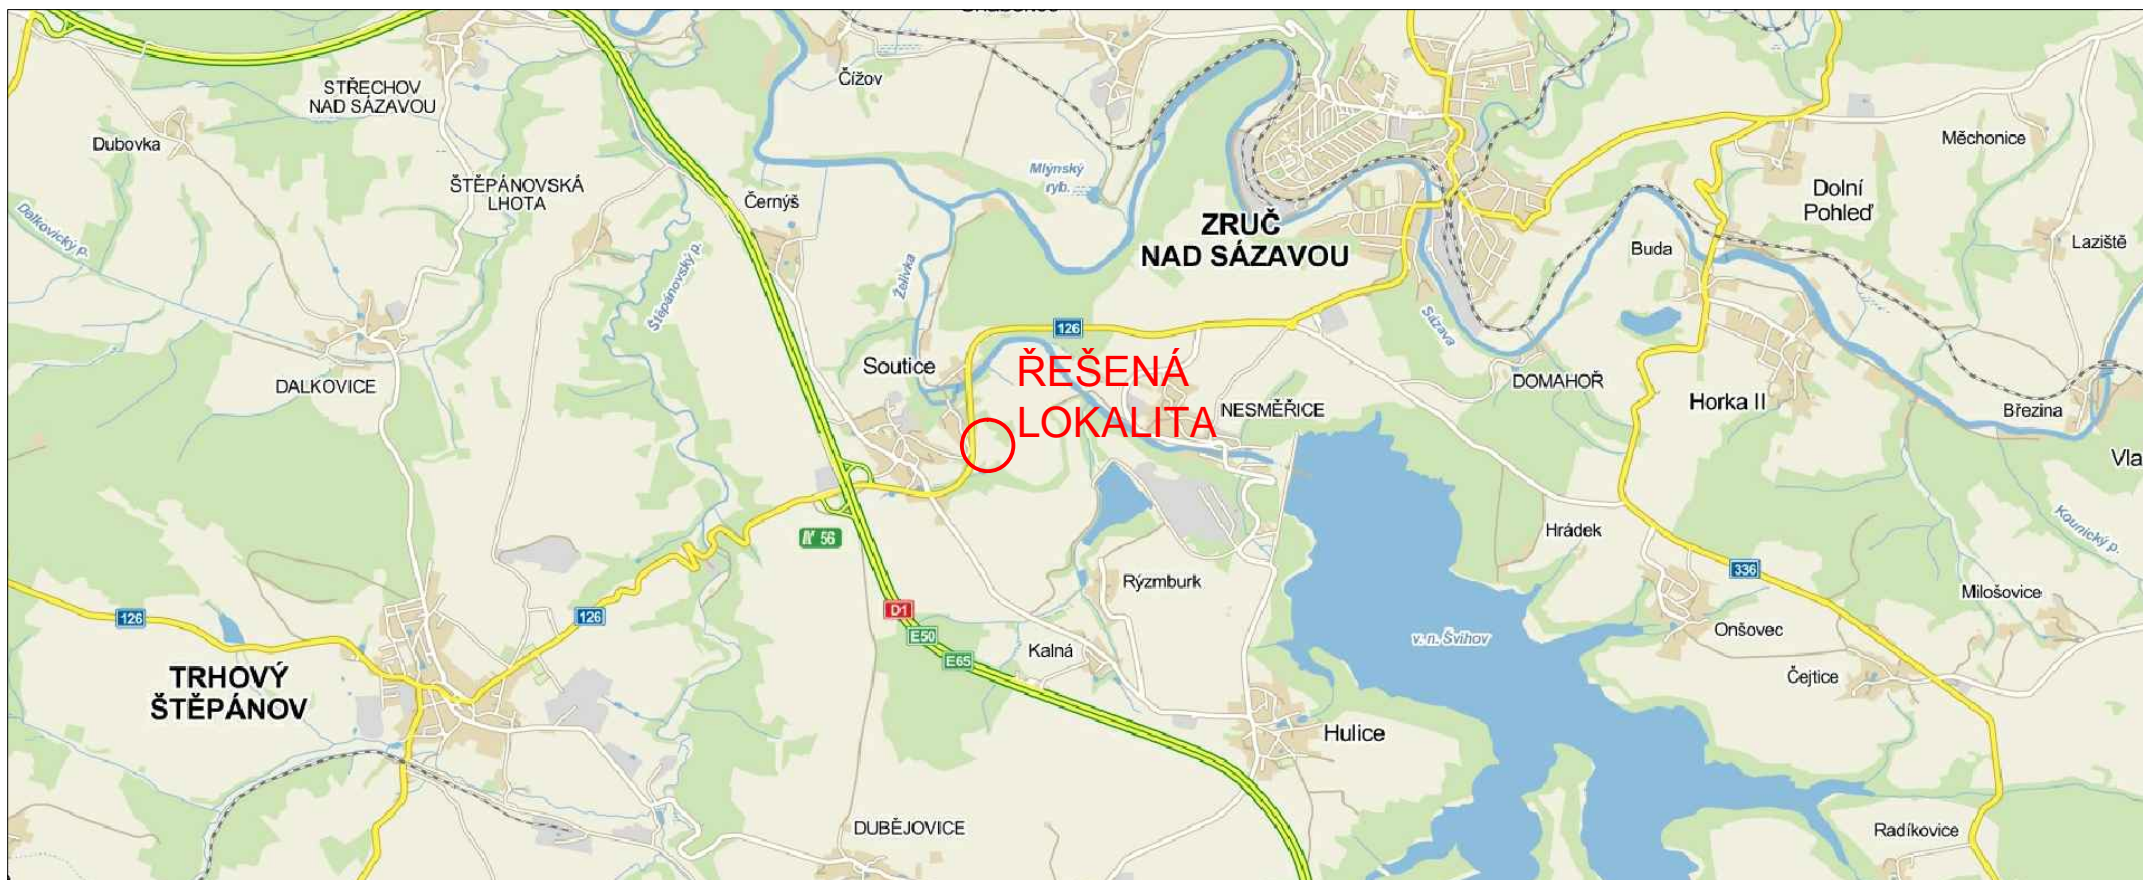 STŘECHOV
NAD SÁZAVOU
Čížov
Dubovka
Měchonice
ŠTĚPÁNOVSKÁ
LHOTA
Mlýnský
ryb.
Černýš
Dolní
Pohleď
Dalkovický p.
ZRUČ
NAD SÁZAVOU
Buda
Laziště
Štěpánovský p.
Želivka
Sázava
126
Soutice
ŘEŠENÁ
LOKALITA
DALKOVICE
DOMAHOŘ
NESMĚŘICE
Horka II
Březina
Vla
Hrádek
Kounický p.
56
Rýzmburk
336
Milošovice
126
126
D1
E50
E65
Kalná
v. n. Švihov
Onšovec
TRHOVÝ
ŠTĚPÁNOV
Čejtice
Hulice
DUBĚJOVICE
Radíkovice